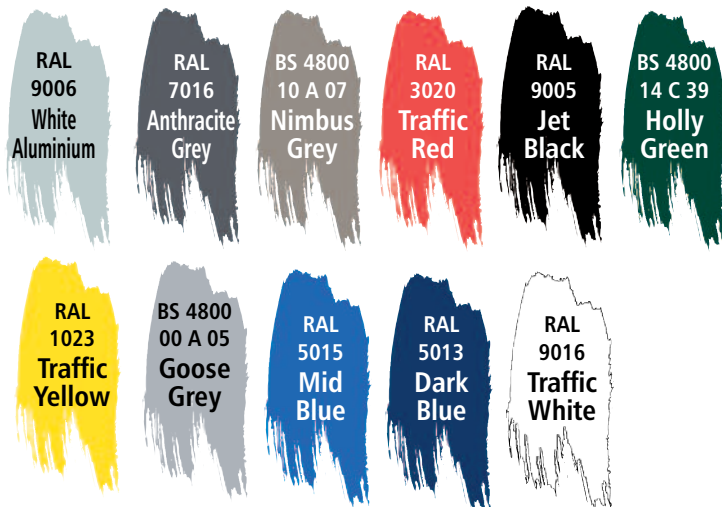 RAL
9006
White
Aluminium
RAL
7016
Anthracite
Grey
BS 4800
10 A 07
Nimbus
Grey
RAL
3020
Traffic
Red
RAL
9005
Jet
Black
BS 4800
14 C 39
Holly
Green
RAL
1023
Traffic
Yellow
BS 4800
00 A 05
Goose
Grey
RAL
5015
Mid
Blue
RAL
5013
Dark
Blue
RAL
9016
Traffic
White